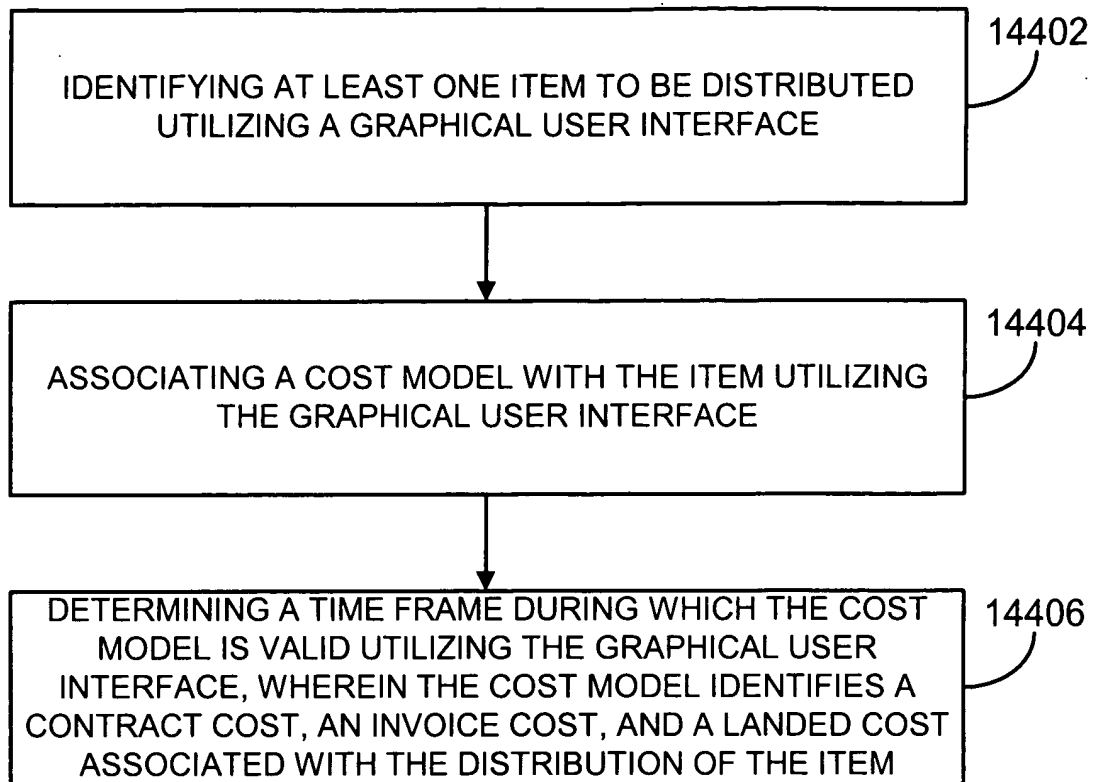 14402
IDENTIFYING AT LEAST ONE ITEM TO BE DISTRIBUTED
UTILIZING A GRAPHICAL USER INTERFACE
14404
ASSOCIATING A COST MODEL WITH THE ITEM UTILIZING
THE GRAPHICAL USER INTERFACE
14406
DETERMINING A TIME FRAME DURING WHICH THE COST
MODEL IS VALID UTILIZING THE GRAPHICAL USER
INTERFACE, WHEREIN THE COST MODEL IDENTIFIES A
CONTRACT COST, AN INVOICE COST, AND A LANDED COST
ASSOCIATED WITH THE DISTRIBUTION OF THE ITEM